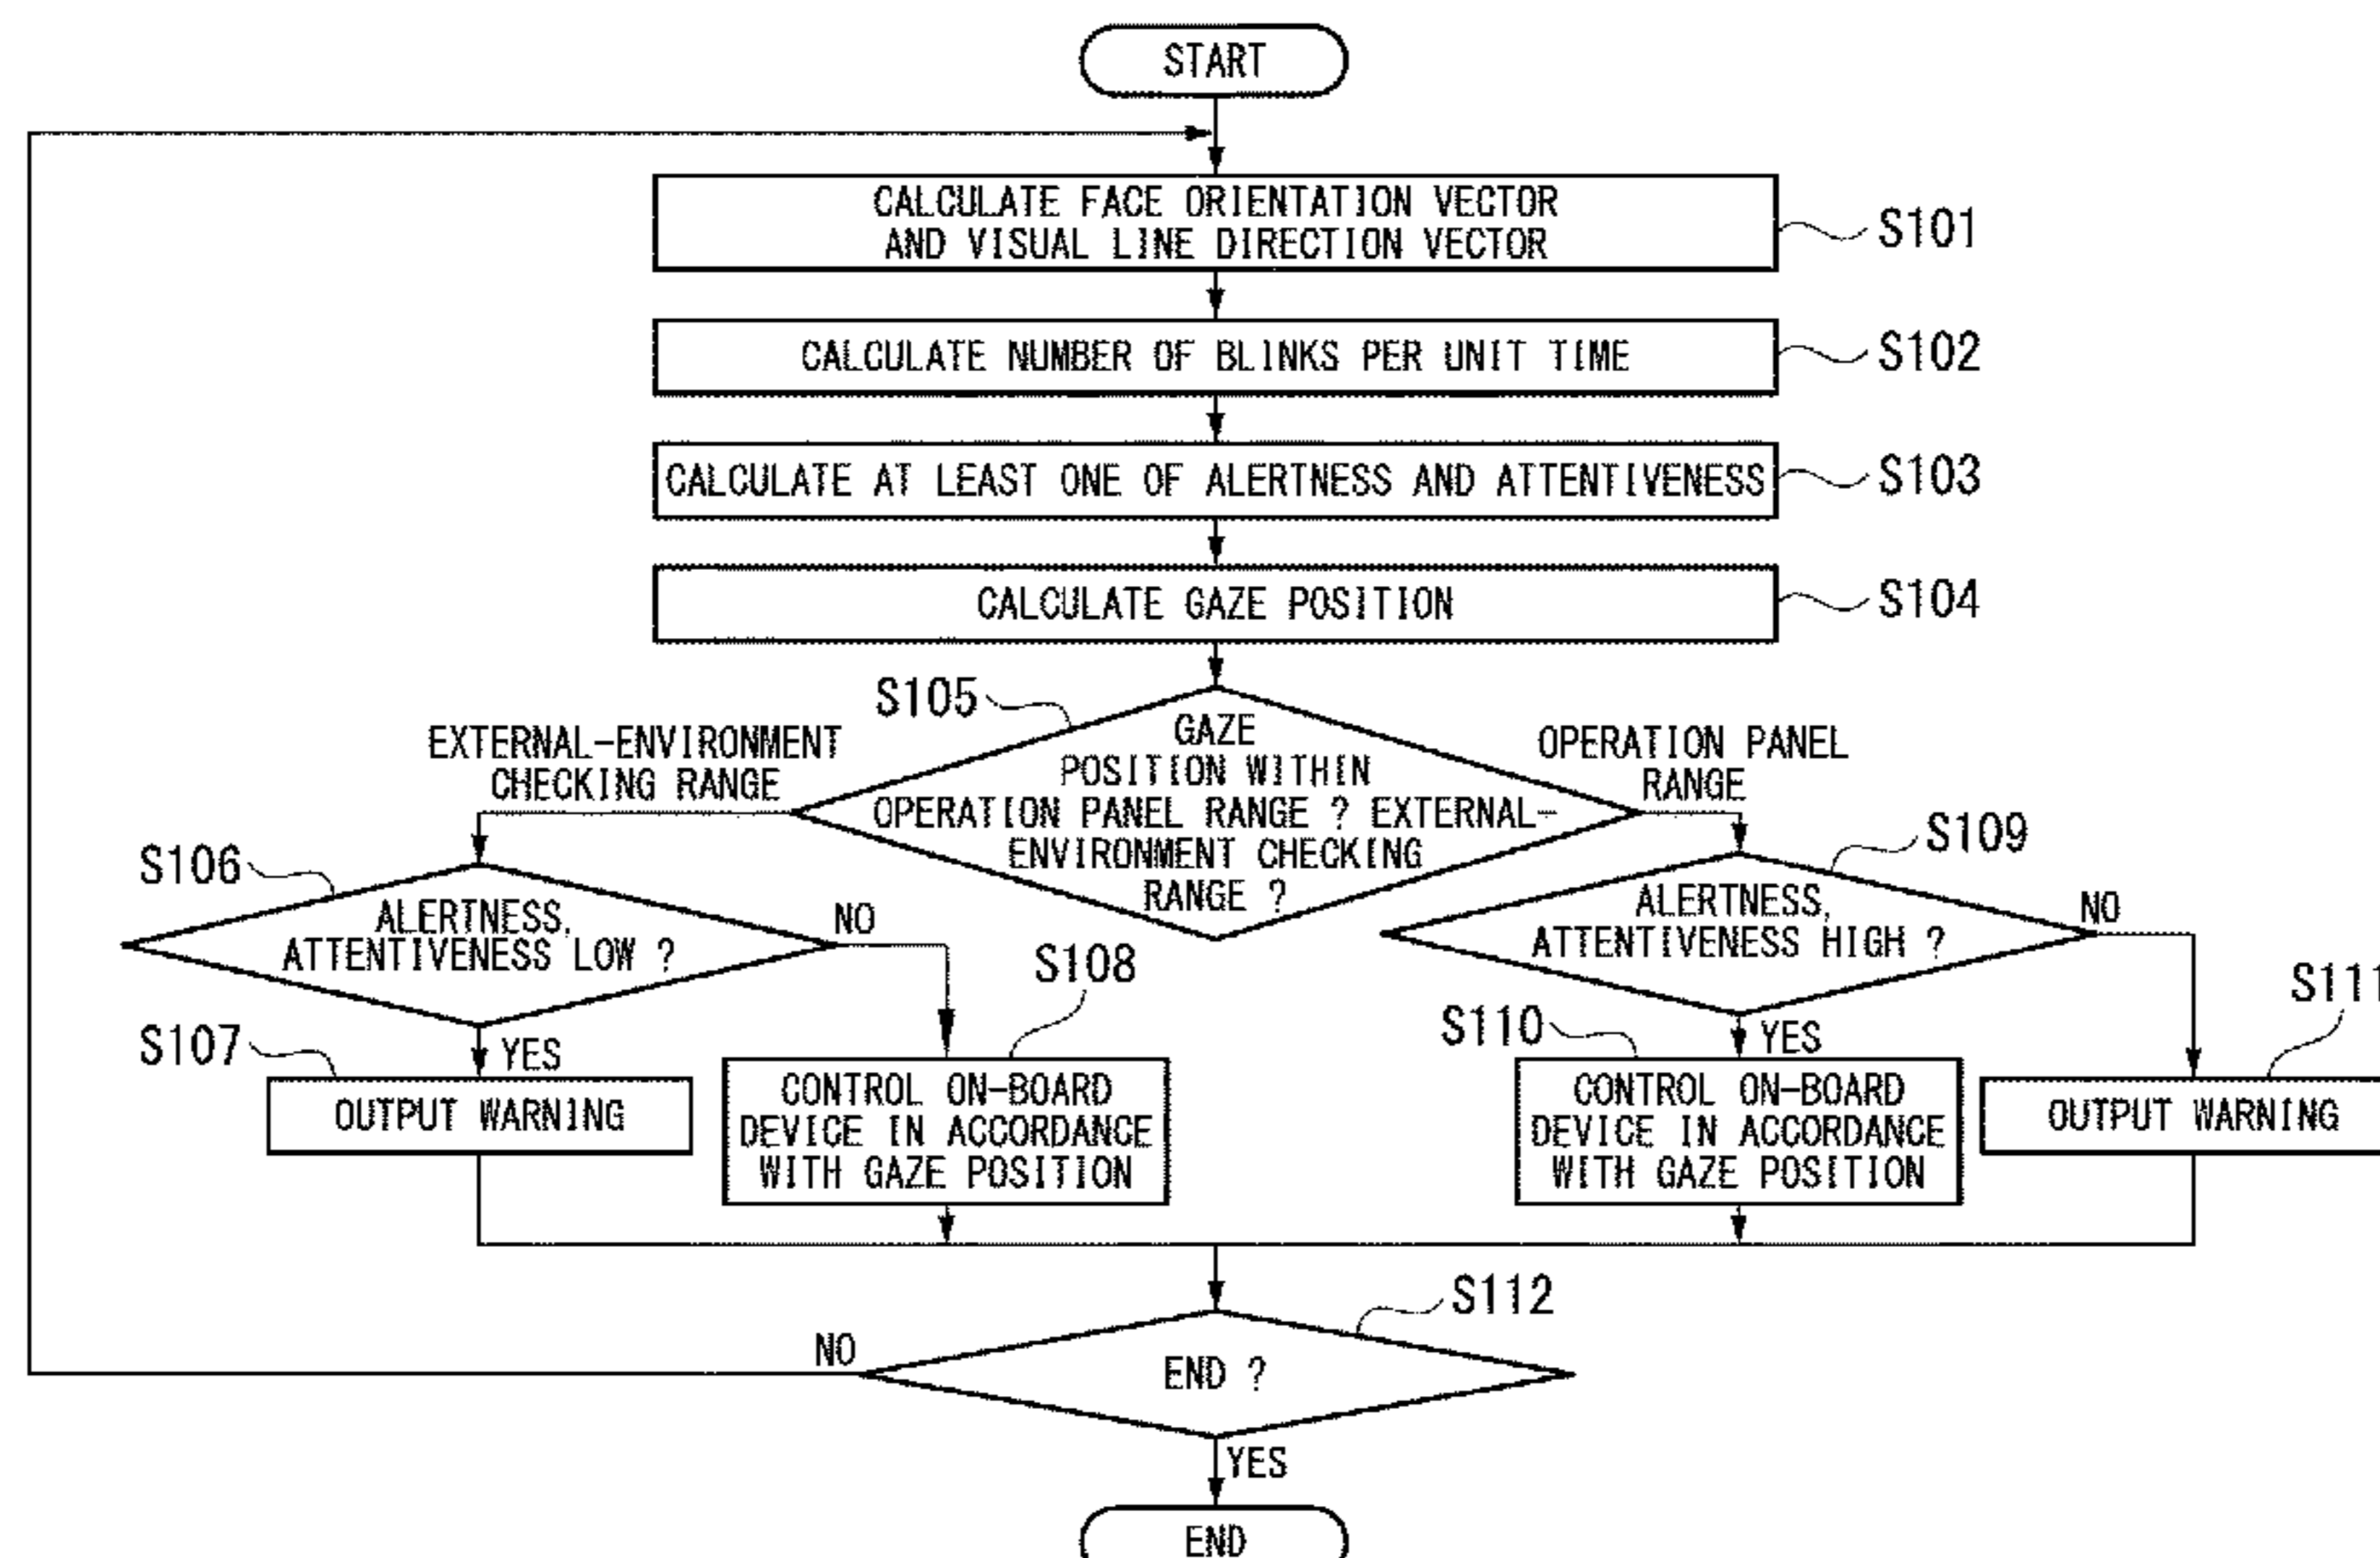 START
CALCULATE FACE ORIENTATION VECTOR
AND VISUAL LINE DIRECTION VECTOR
S101
CALCULATE NUMBER OF BLINKS PER UNIT TIME
S102
CALCULATE AT LEAST ONE OF ALERTNESS AND ATTENTIVENESS
S103
CALCULATE GAZE POSITION
S104
S105
GAZE
POSITION WITHIN
OPERATION PANEL RANGE ? EXTERNAL-
ENVIRONMENT CHECKING
RANGE ?
EXTERNAL-ENVIRONMENT
CHECKING RANGE
OPERATION PANEL
RANGE
S106
ALERTNESS,
ATTENTIVENESS LOW ?
NO
S109
ALERTNESS,
ATTENTIVENESS HIGH ?
NO
S107
YES
OUTPUT WARNING
S108
CONTROL ON-BOARD
DEVICE IN ACCORDANCE
WITH GAZE POSITION
S110
YES
CONTROL ON-BOARD
DEVICE IN ACCORDANCE
WITH GAZE POSITION
S111
OUTPUT WARNING
S112
END ?
NO
YES
END